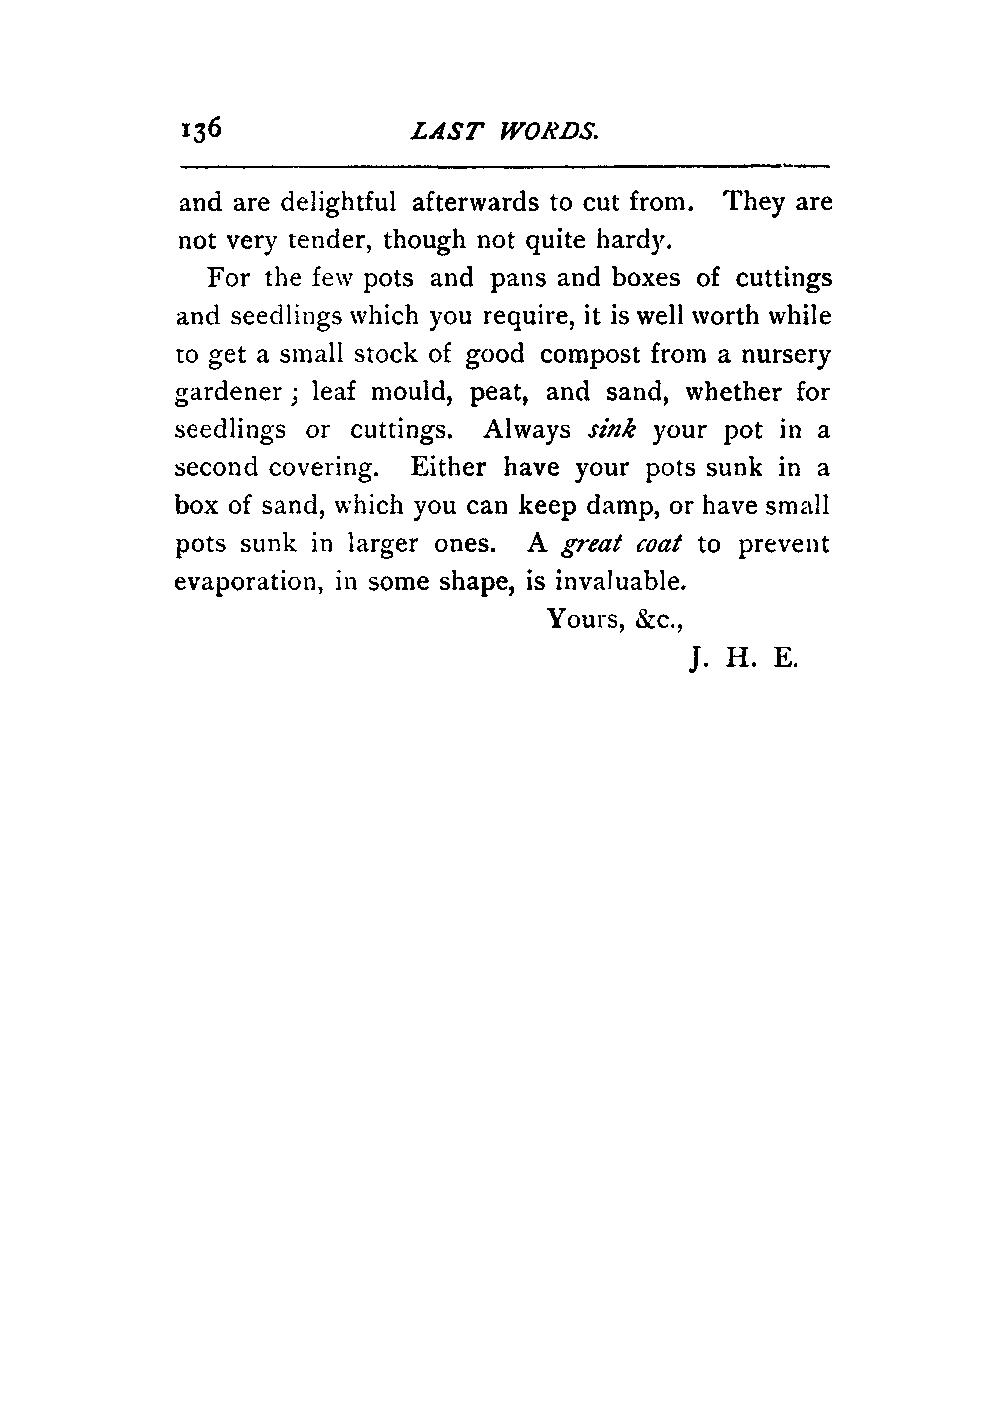 136 LAST WORDS.
and are delightful afterwards to cut from. They are
not very tender, though not quite hardy.
For the few pots and pans and boxes of cuttings
and seedlings which you require, it is well worth while
to get a small stock of good compost from a nursery
gardener ; leaf mould, peat, and sand, whether for
seedlings or cuttings. Always sink your pot in a
second covering. Either have your pots sunk in a
box of sand, which you can keep damp, or have small
pots sunk in larger ones. A great coat to prevent
evaporation, in some shape, is invaluable.
Yours, &c.,
J. H. E.